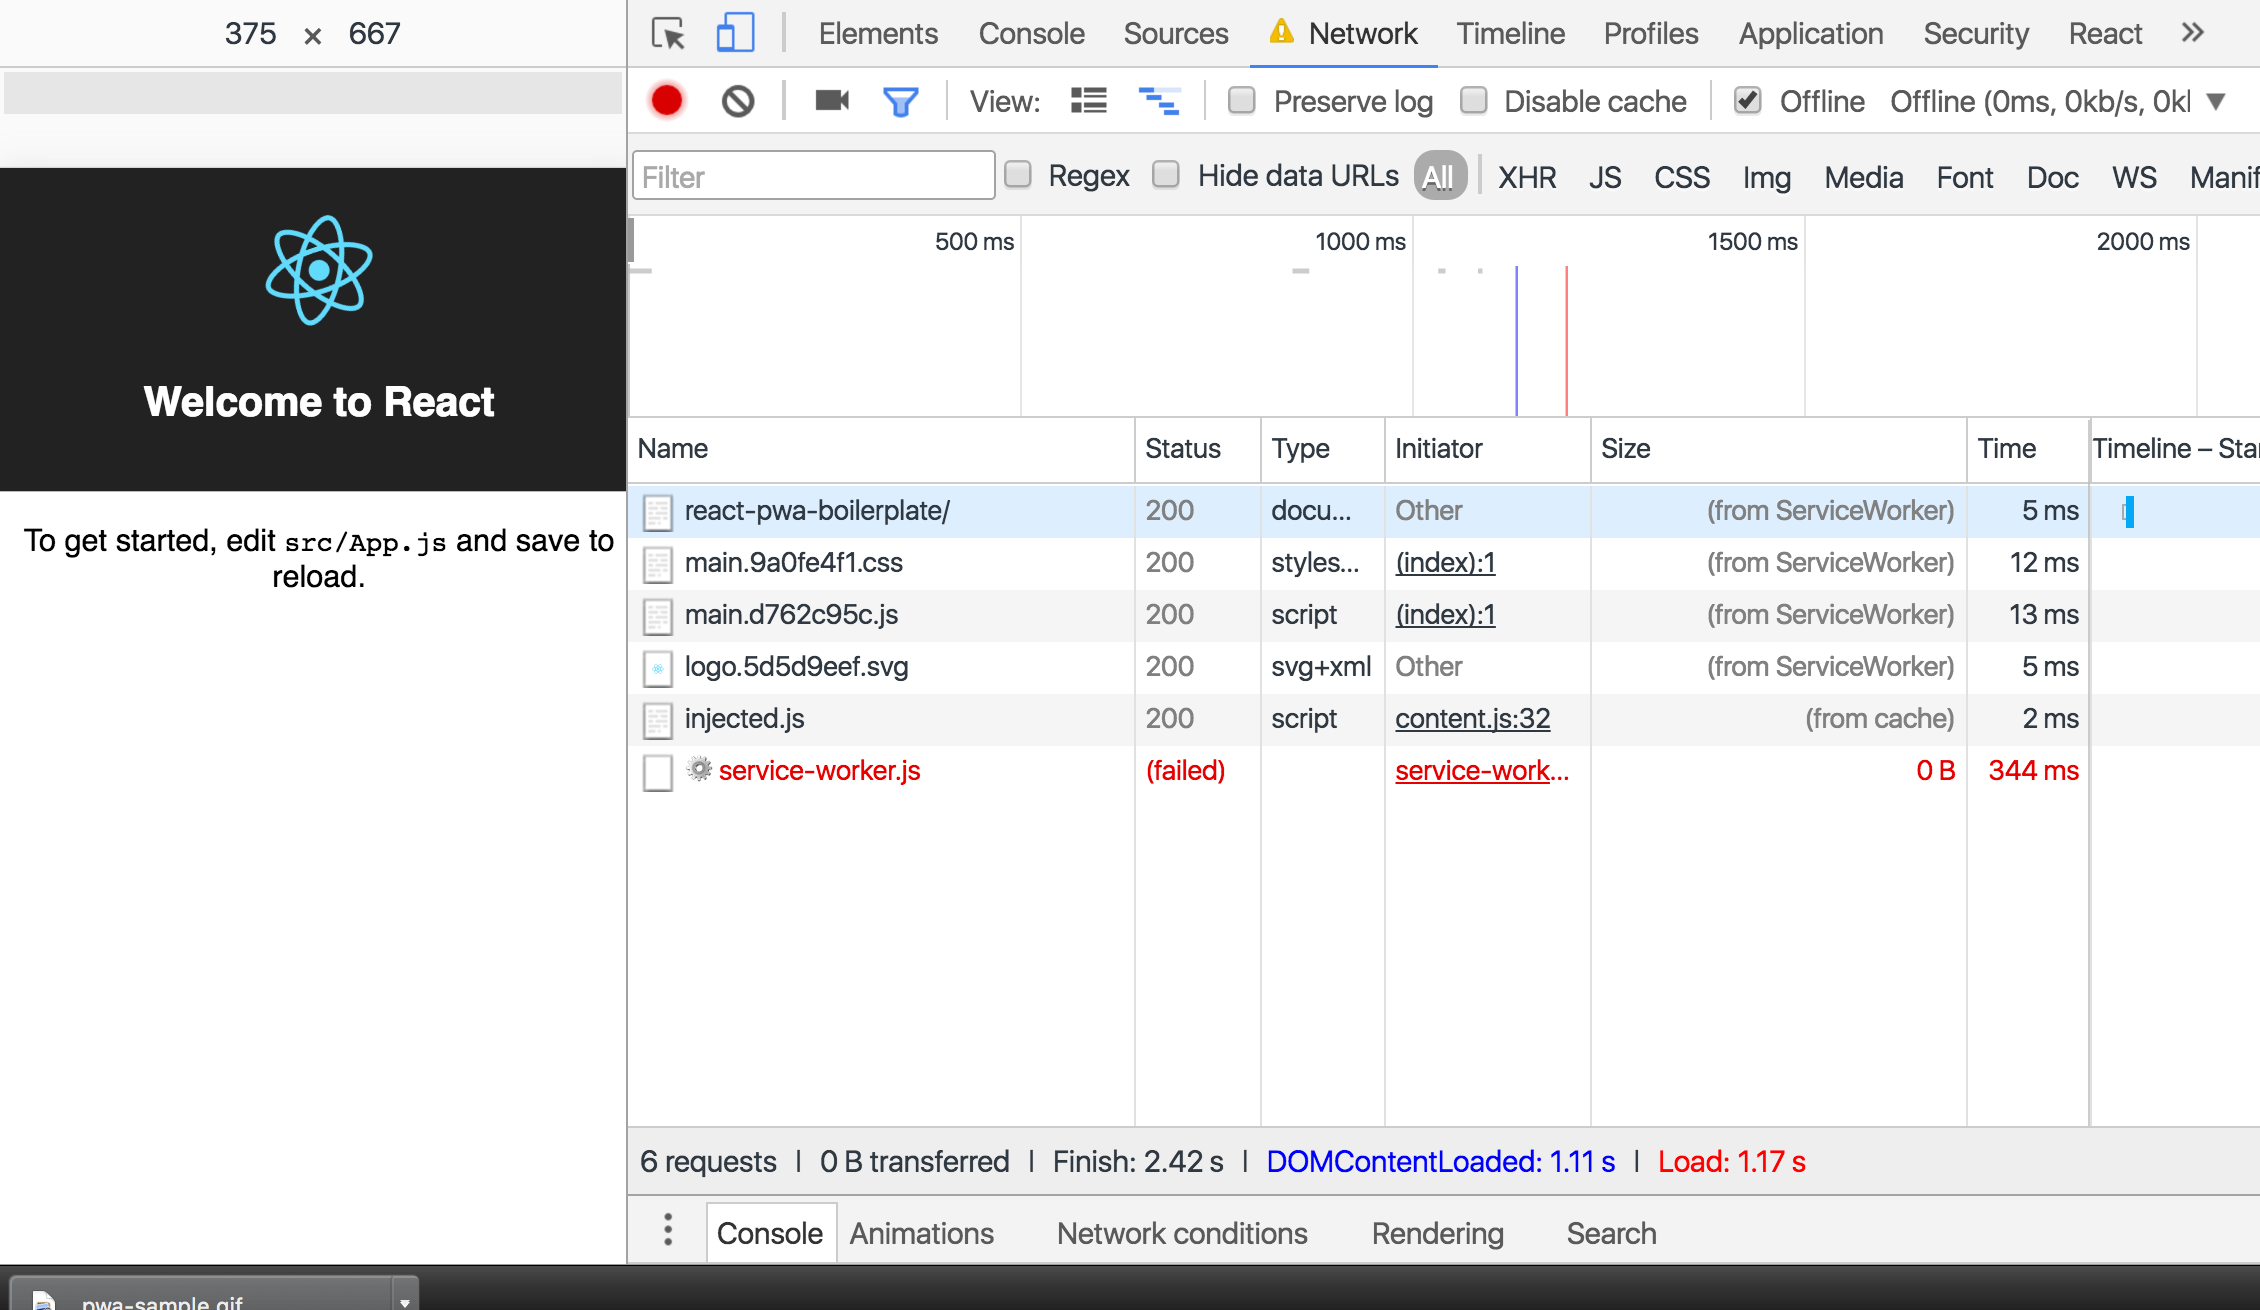 375 × 667
Elements Console Sources Network Timeline Profiles Application Security React »
View: Preserve log Disable cache Offline Offline (0ms, 0kb/s, 0kl
Filter Regex Hide data URLs All XHR JS CSS Img Media Font Doc WS Manif
500 ms 1000 ms 1500 ms 2000 ms
Welcome to React
To get started, edit src/App.js and save to
reload.
Name Status Type Initiator Size Time Timeline – Sta
react-pwa-boilerplate/ 200 docu... Other (from ServiceWorker) 5 ms
main.9a0fe4f1.css 200 styles... (index):1 (from ServiceWorker) 12 ms
main.d762c95c.js 200 script (index):1 (from ServiceWorker) 13 ms
logo.5d5d9eef.svg 200 svg+xml Other (from ServiceWorker) 5 ms
injected.js 200 script content.js:32 (from cache) 2 ms
service-worker.js (failed) service-work... 0 B 344 ms
6 requests | 0 B transferred | Finish: 2.42 s | DOMContentLoaded: 1.11 s | Load: 1.17 s
Console Animations Network conditions Rendering Search
pwa-sample.gif